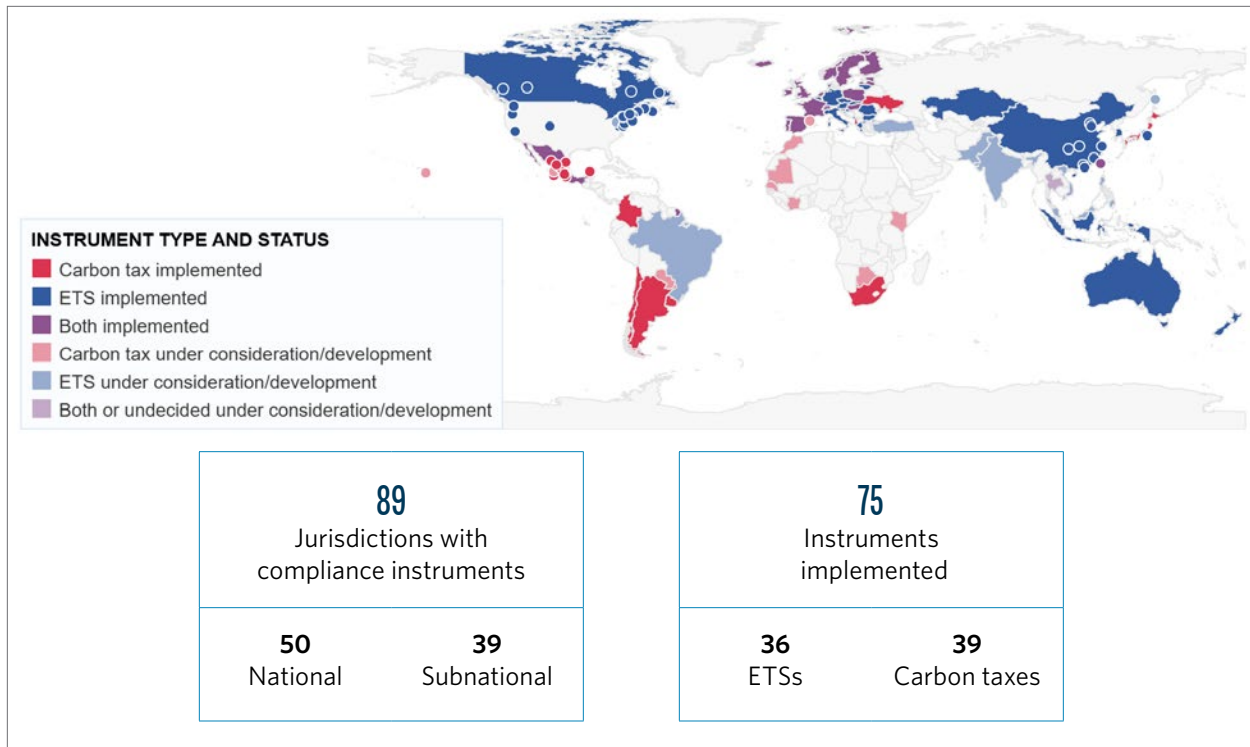 INSTRUMENT TYPE AND STATUS
Carbon tax implemented
ETS implemented
Both implemented
Carbon tax under consideration/development
ETS under consideration/development
Both or undecided under consideration/development
89
Jurisdictions with
compliance instruments
50
National
39
Subnational
75
Instruments
implemented
36
ETSs
39
Carbon taxes